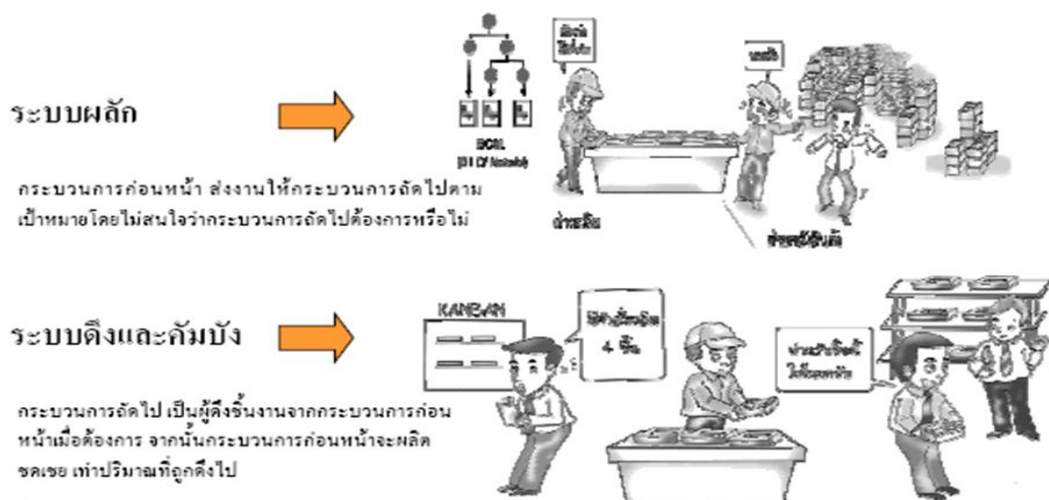 ระบบผลัก
กระบวนการก่อนหน้า ส่งงานให้กระบวนการถัดไปตาม
เป้าหมายโดยไม่สนใจว่ากระบวนการถัดไปต้องการหรือไม่
BOM
ระบบดึงและคัมบัง
KANBAN
4 ชิ้น
กระบวนการถัดไป เป็นผู้ดึงชิ้นงานจากกระบวนการก่อน
หน้าเมื่อต้องการ จากนั้นกระบวนการก่อนหน้าจะผลิต
ชดเชย เท่าปริมาณที่ถูกดึงไป